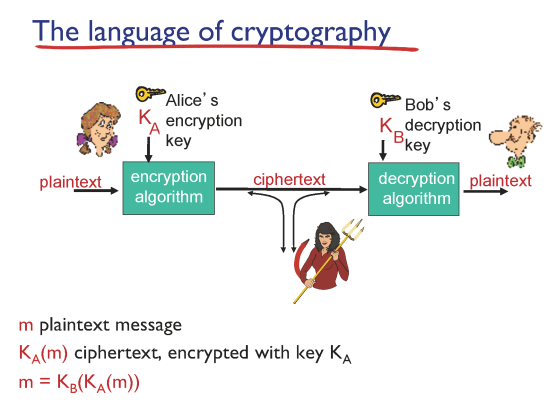 The language of cryptography
Alice's
encryption
key
K_A
Bob's
decryption
key
K_B
plaintext
encryption
algorithm
ciphertext
decryption
algorithm
plaintext
m plaintext message
K_A(m) ciphertext, encrypted with key K_A
m = K_B(K_A(m))